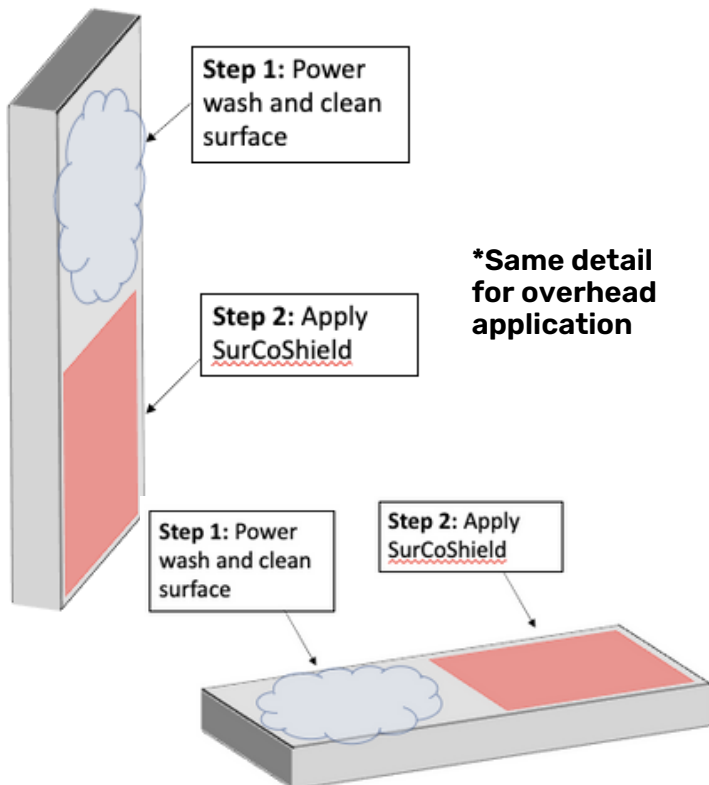 Step 1: Power
wash and clean
surface
*Same detail
for overhead
application
Step 2: Apply
SurCoShield
Step 1: Power
wash and clean
surface
Step 2: Apply
SurCoShield